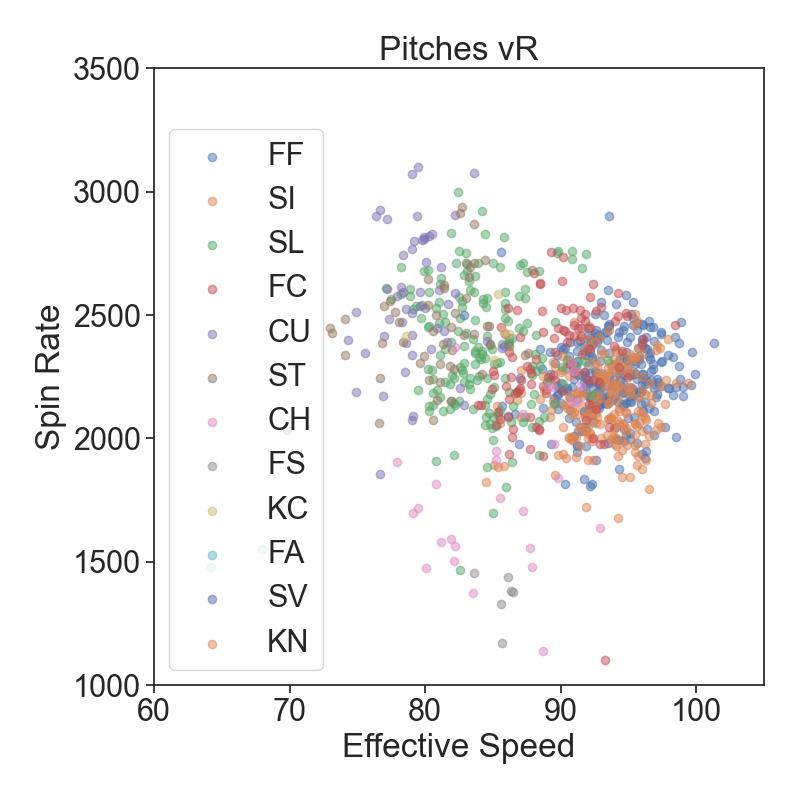 Pitches vR
3500
3000
2500
2000
1500
1000
Spin Rate
FF
SI
SL
FC
CU
ST
CH
FS
KC
FA
SV
KN
60 70 80 90 100
Effective Speed